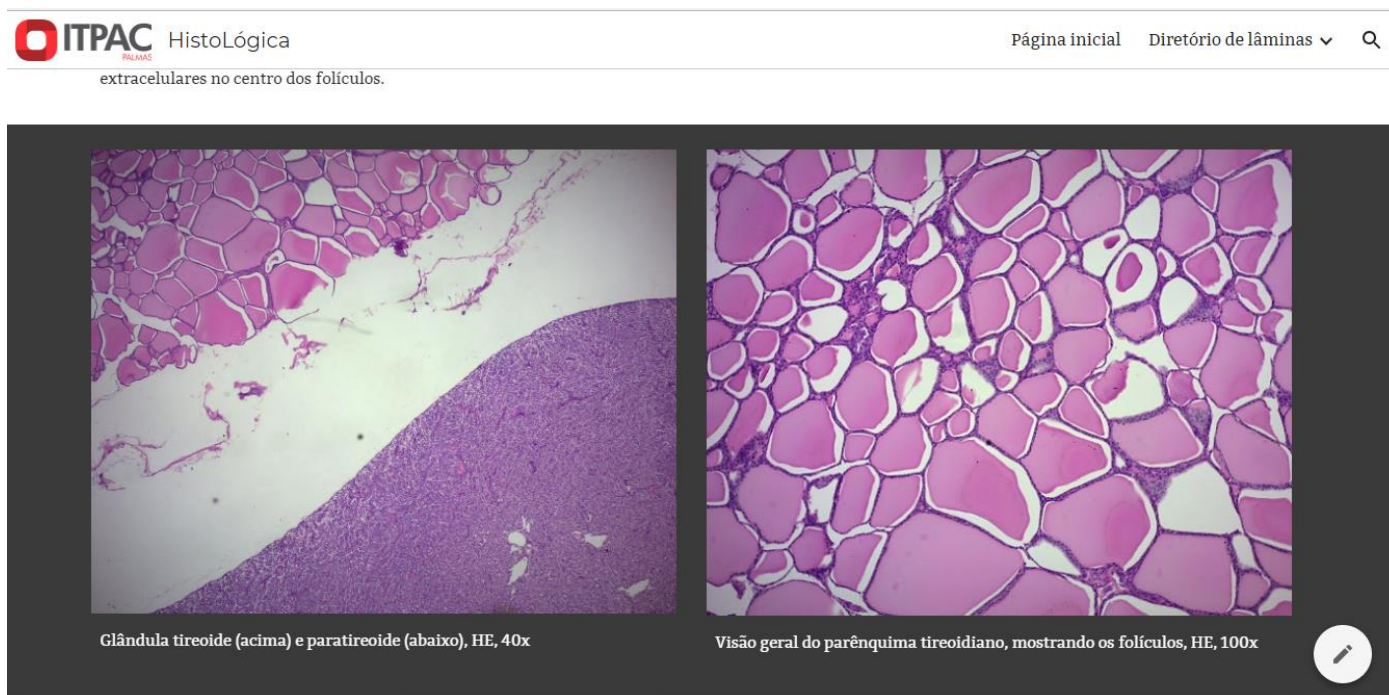 ITPAC
PALMAS
HistoLógica
Página inicial
Diretório de lâminas
extracelulares no centro dos folículos.
Glândula tireoide (acima) e paratireoide (abaixo), HE, 40x
Visão geral do parênquima tireoidiano, mostrando os folículos, HE, 100x